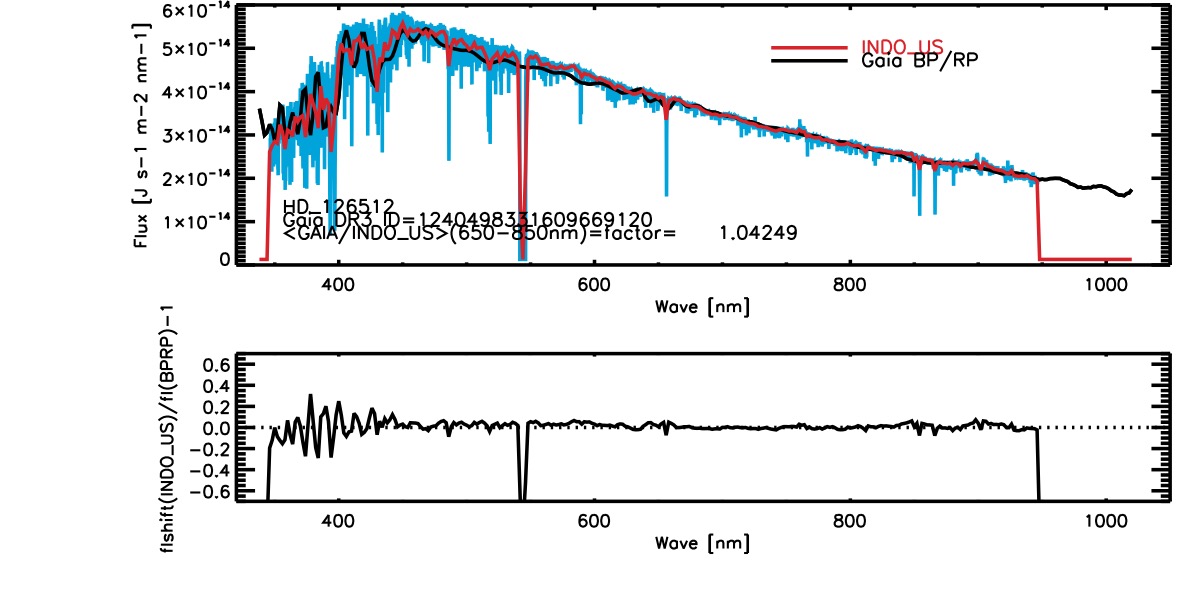 6×10⁻¹⁴
5×10⁻¹⁴
4×10⁻¹⁴
3×10⁻¹⁴
2×10⁻¹⁴
1×10⁻¹⁴
0
Flux [J s−1 m−2 nm−1]
INDO_US
Gaia BP/RP
HD_126512
Gaia DR3 ID=1240498331609669120
<GAIA/INDO_US>(650−850nm)=factor= 1.04249
400 600 800 1000
Wave [nm]
flshift(INDO_US)/fl(BPRP)−1
0.6
0.4
0.2
0.0
−0.2
−0.4
−0.6
400 600 800 1000
Wave [nm]